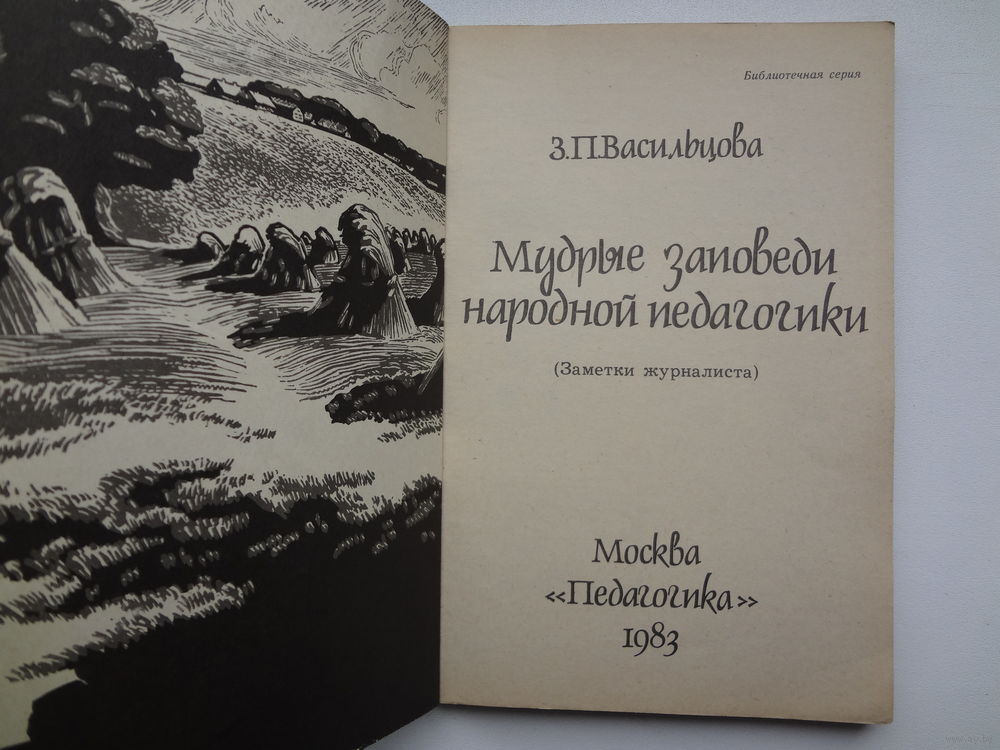 Библиотечная серия
З.П.Васильцова
Мудрые заповеди
народной педагогики
(Заметки журналиста)
Москва
«Педагогика»
1983